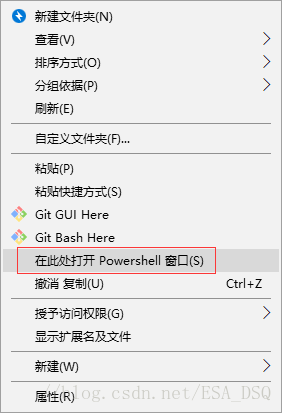 新建文件夹(N)
查看(V)
排序方式(O)
分组依据(P)
刷新(E)
自定义文件夹(F)...
粘贴(P)
粘贴快捷方式(S)
Git GUI Here
Git Bash Here
在此处打开 Powershell 窗口(S)
撤消 复制(U) Ctrl+Z
授予访问权限(G)
显示扩展名及文件
新建(W)
属性(R)
//blog.csdn.net/ESA_DSQ